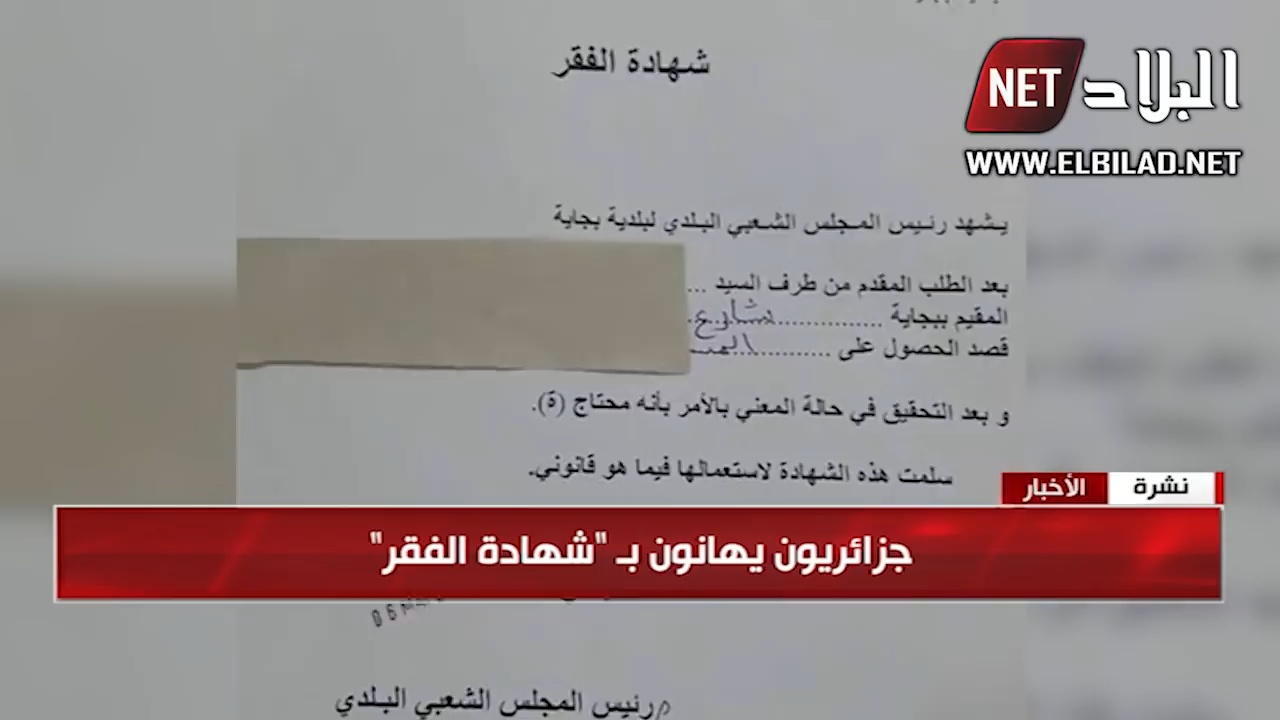 شهادة الفقر
البلاد NET
WWW.ELBILAD.NET
يشهد رئيس المجلس الشعبي البلدي لبلدية بجاية
بعد الطلب المقدم من طرف السيد ...
المقيم ببجاية ................شارع
قصد الحصول على ............
و بعد التحقيق في حالة المعني بالأمر بأنه محتاج (ة).
سلمت هذه الشهادة لاستعمالها فيما هو قانوني.
نشرة الأخبار
جزائريون يهانون بـ "شهادة الفقر"
رئيس المجلس الشعبي البلدي